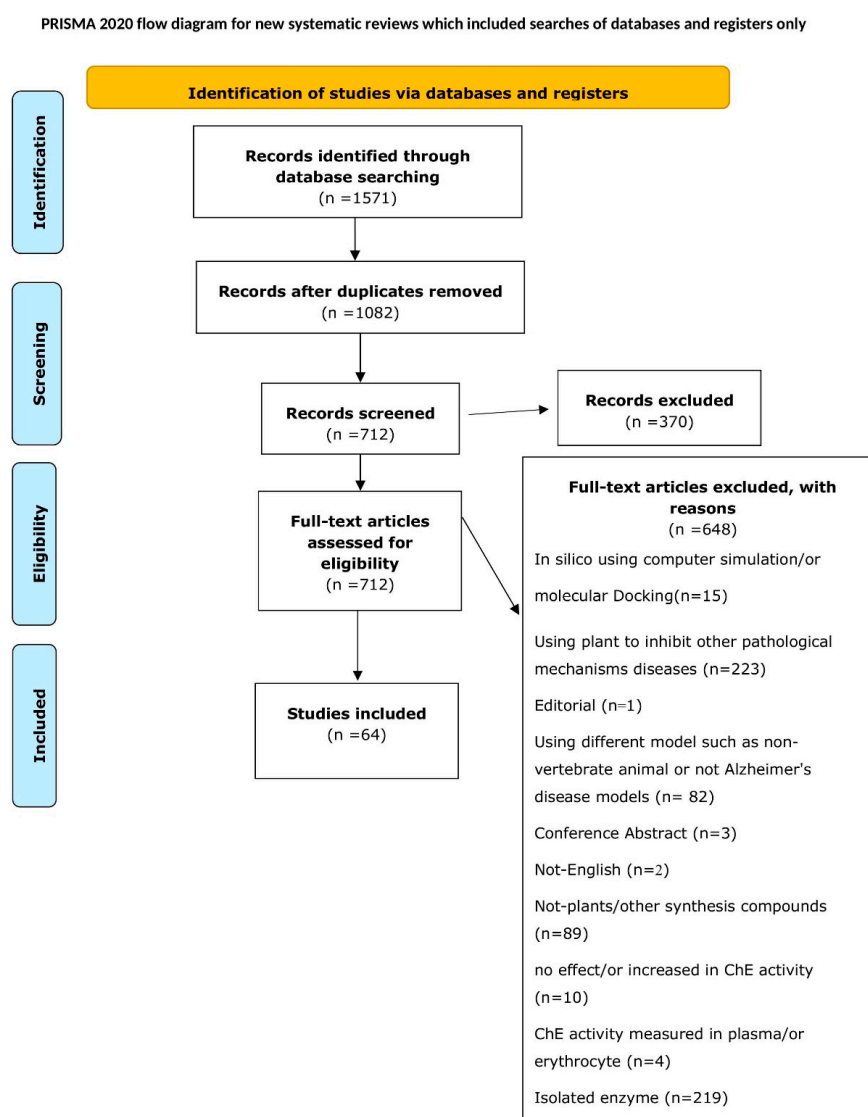 PRISMA 2020 flow diagram for new systematic reviews which included searches of databases and registers only
Identification of studies via databases and registers
Identification
Records identified through
database searching
(n =1571)
Records after duplicates removed
(n =1082)
Screening
Records screened
(n =712)
Records excluded
(n =370)
Eligibility
Full-text articles
assessed for
eligibility
(n =712)
Full-text articles excluded, with
reasons
(n =648)
In silico using computer simulation/or
molecular Docking(n=15)
Using plant to inhibit other pathological
mechanisms diseases (n=223)
Editorial (n=1)
Using different model such as non-
vertebrate animal or not Alzheimer's
disease models (n= 82)
Conference Abstract (n=3)
Not-English (n=2)
Not-plants/other synthesis compounds
(n=89)
no effect/or increased in ChE activity
(n=10)
ChE activity measured in plasma/or
erythrocyte (n=4)
Isolated enzyme (n=219)
Included
Studies included
(n =64)